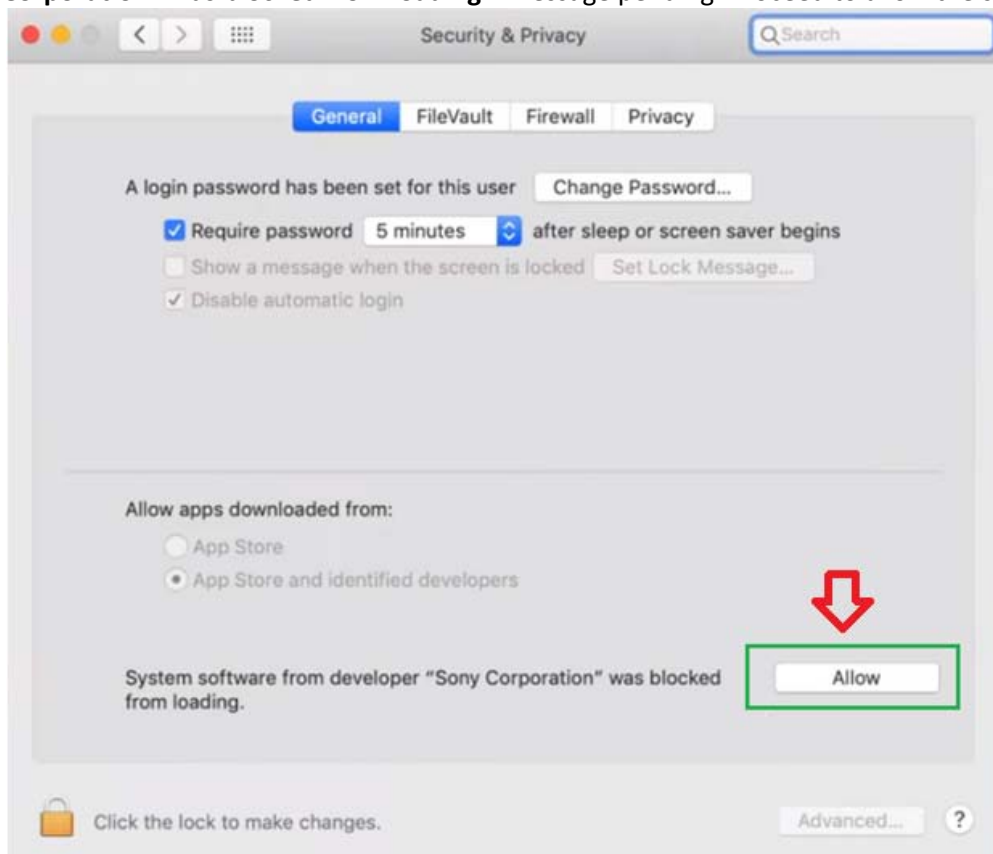 loading" message pending
Security & Privacy
Search
General FileVault Firewall Privacy
A login password has been set for this user Change Password...
Require password 5 minutes after sleep or screen saver begins
Show a message when the screen is locked Set Lock Message...
Disable automatic login
Allow apps downloaded from:
App Store
App Store and identified developers
System software from developer “Sony Corporation” was blocked Allow
from loading.
Click the lock to make changes. Advanced... ?